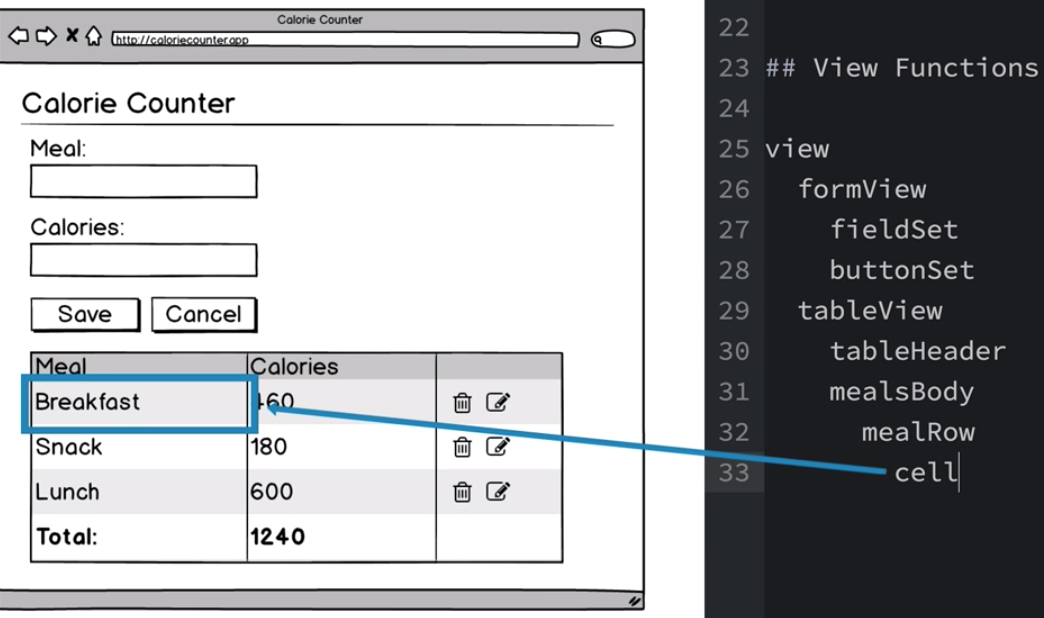 Calorie Counter
http://caloriecounter.app
Calorie Counter
Meal:
Calories:
Save Cancel
Meal Calories
Breakfast 460
Snack 180
Lunch 600
Total: 1240
22
23 ## View Functions
24
25 view
26 formView
27 fieldSet
28 buttonSet
29 tableView
30 tableHeader
31 mealsBody
32 mealRow
33 cell